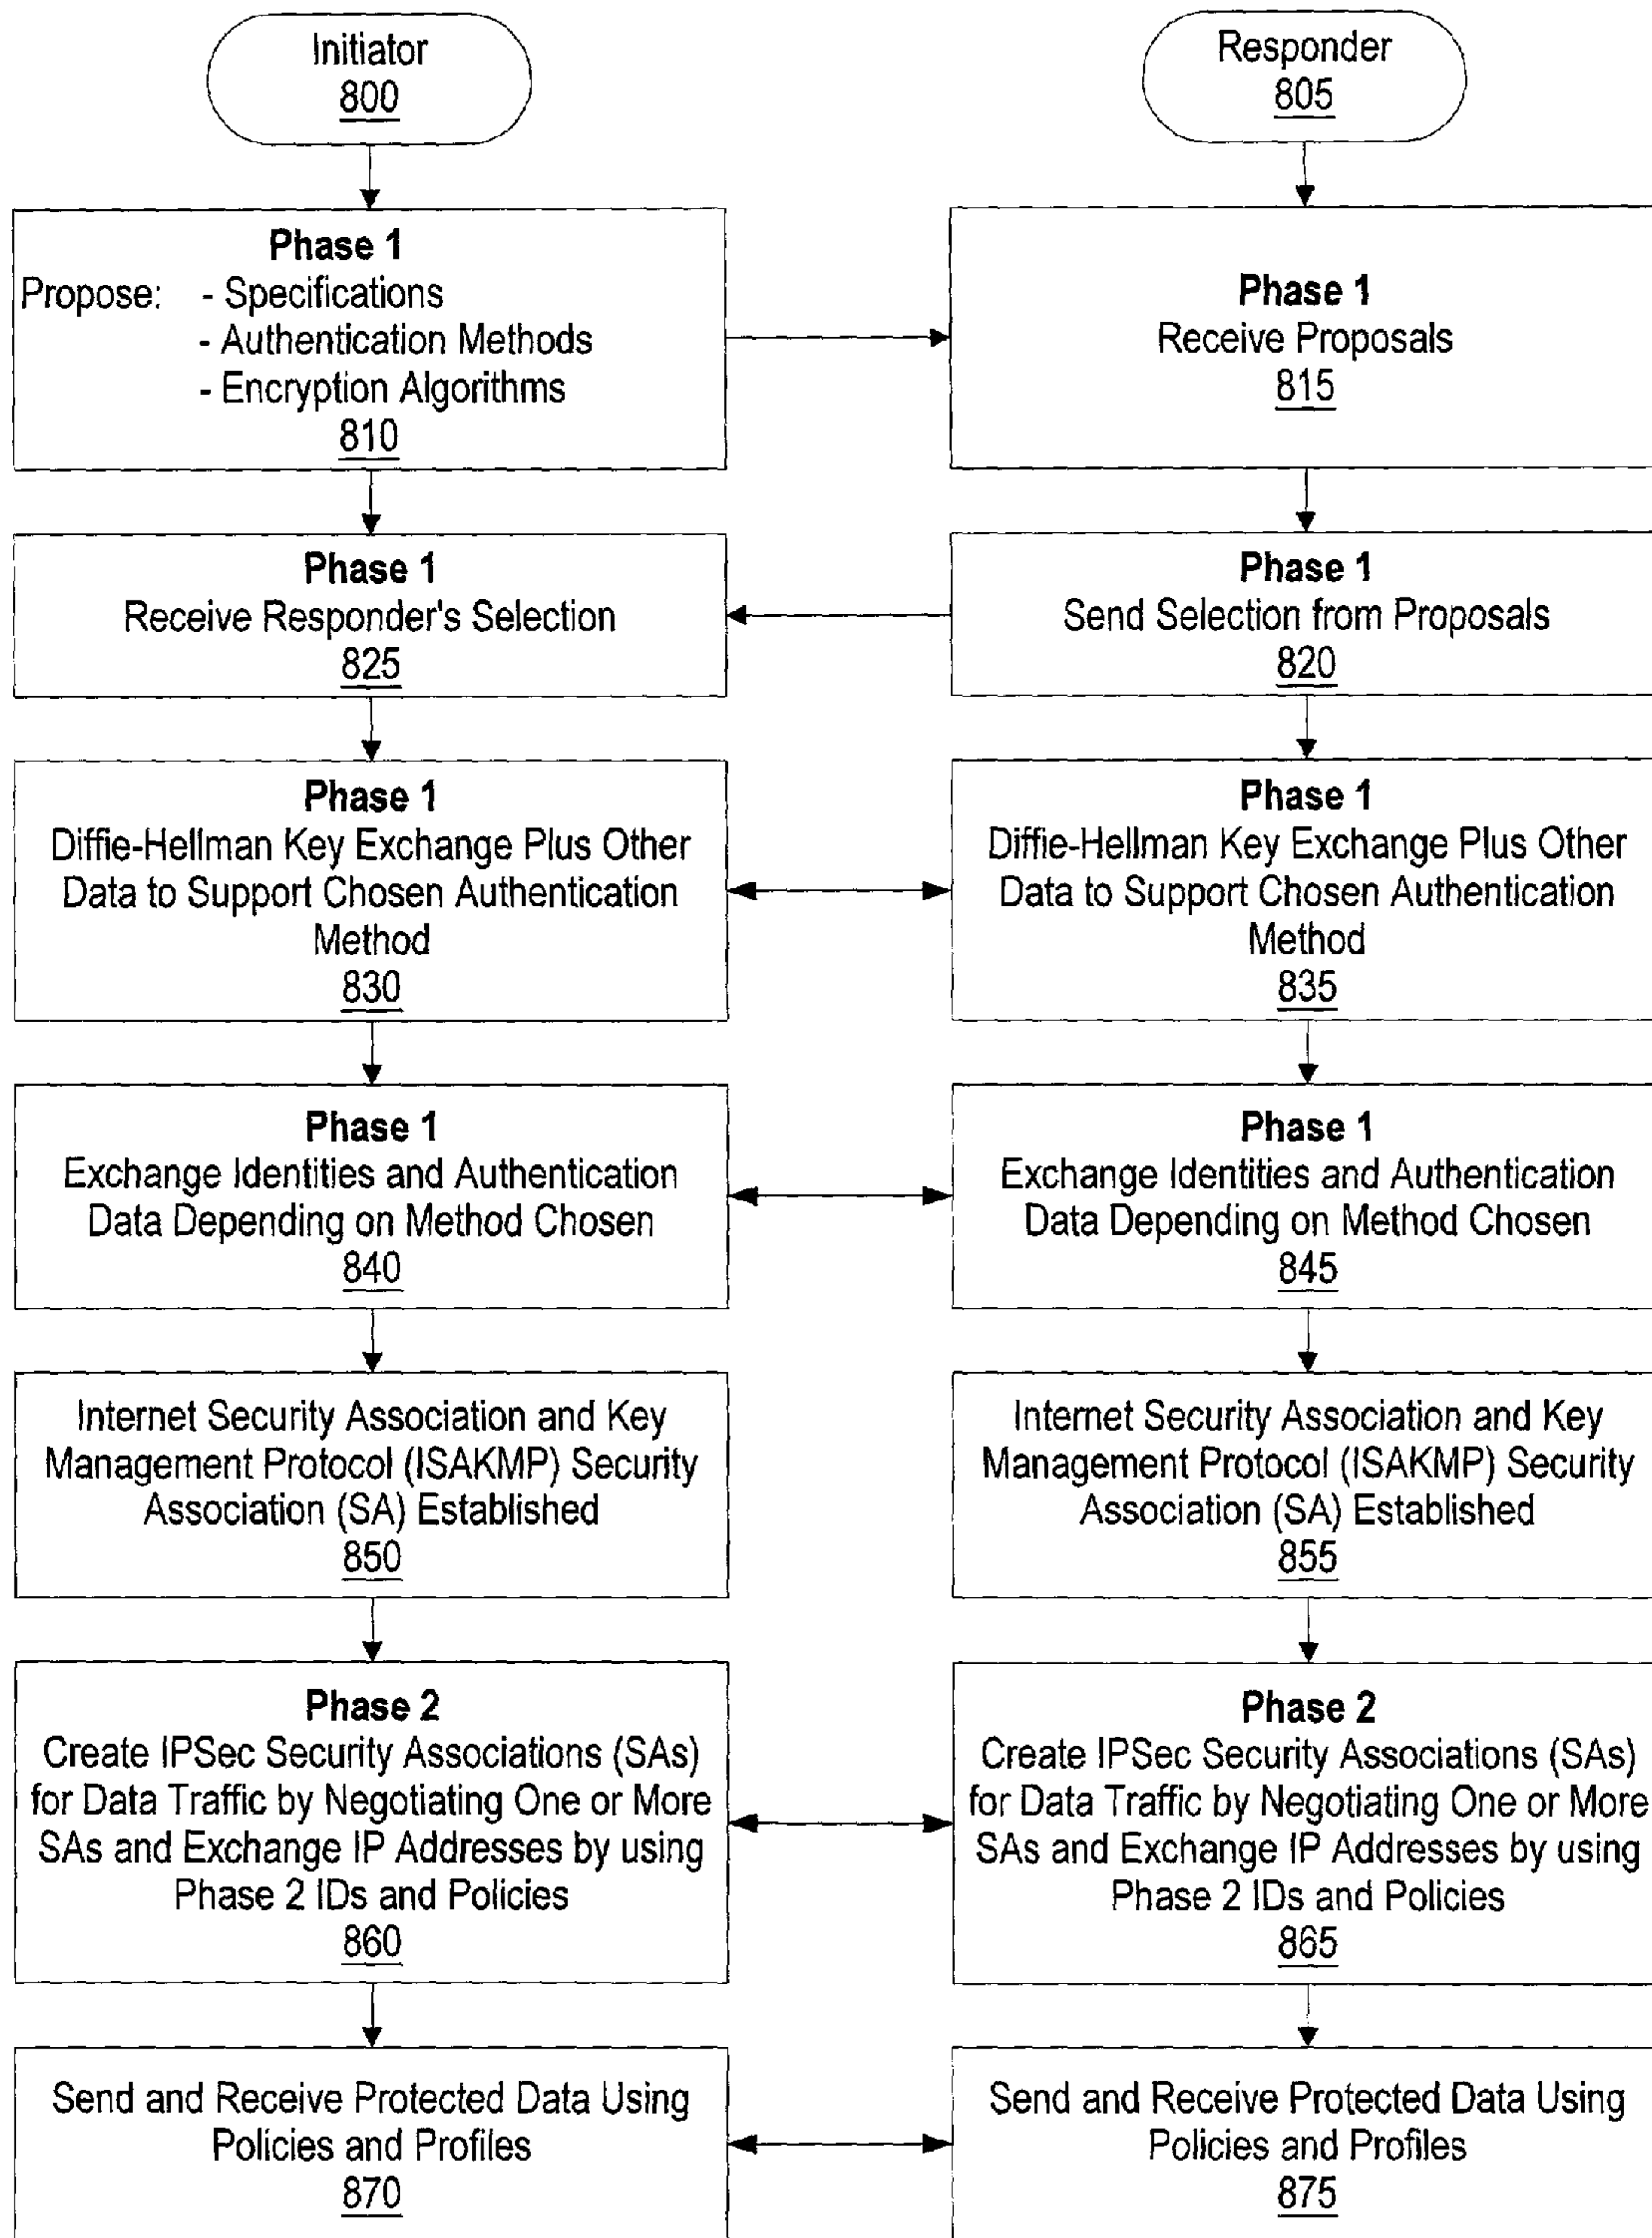 Initiator
800
Responder
805
Phase 1
Propose: - Specifications
- Authentication Methods
- Encryption Algorithms
810
Phase 1
Receive Proposals
815
Phase 1
Receive Responder's Selection
825
Phase 1
Send Selection from Proposals
820
Phase 1
Diffie-Hellman Key Exchange Plus Other
Data to Support Chosen Authentication
Method
830
Phase 1
Diffie-Hellman Key Exchange Plus Other
Data to Support Chosen Authentication
Method
835
Phase 1
Exchange Identities and Authentication
Data Depending on Method Chosen
840
Phase 1
Exchange Identities and Authentication
Data Depending on Method Chosen
845
Internet Security Association and Key
Management Protocol (ISAKMP) Security
Association (SA) Established
850
Internet Security Association and Key
Management Protocol (ISAKMP) Security
Association (SA) Established
855
Phase 2
Create IPSec Security Associations (SAs)
for Data Traffic by Negotiating One or More
SAs and Exchange IP Addresses by using
Phase 2 IDs and Policies
860
Phase 2
Create IPSec Security Associations (SAs)
for Data Traffic by Negotiating One or More
SAs and Exchange IP Addresses by using
Phase 2 IDs and Policies
865
Send and Receive Protected Data Using
Policies and Profiles
870
Send and Receive Protected Data Using
Policies and Profiles
875